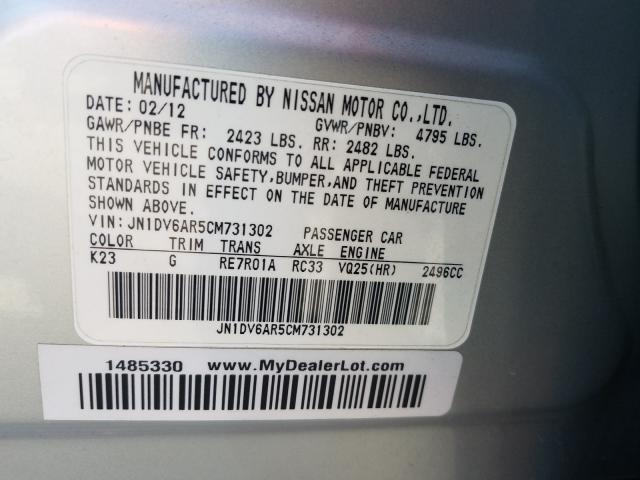 MANUFACTURED BY NISSAN MOTOR CO.,LTD.
DATE: 02/12 GVWR/PNBV: 4795 LBS.
GAWR/PNBE FR: 2423 LBS. RR: 2482 LBS.
THIS VEHICLE CONFORMS TO ALL APPLICABLE FEDERAL
MOTOR VEHICLE SAFETY,BUMPER,AND THEFT PREVENTION
STANDARDS IN EFFECT ON THE DATE OF MANUFACTURE
SHOWN ABOVE.
VIN: JN1DV6AR5CM731302 PASSENGER CAR
COLOR TRIM TRANS AXLE ENGINE
K23 G RE7R01A RC33 VQ25(HR) 2496CC
JN1DV6AR5CM731302
1485330 www.MyDealerLot.com